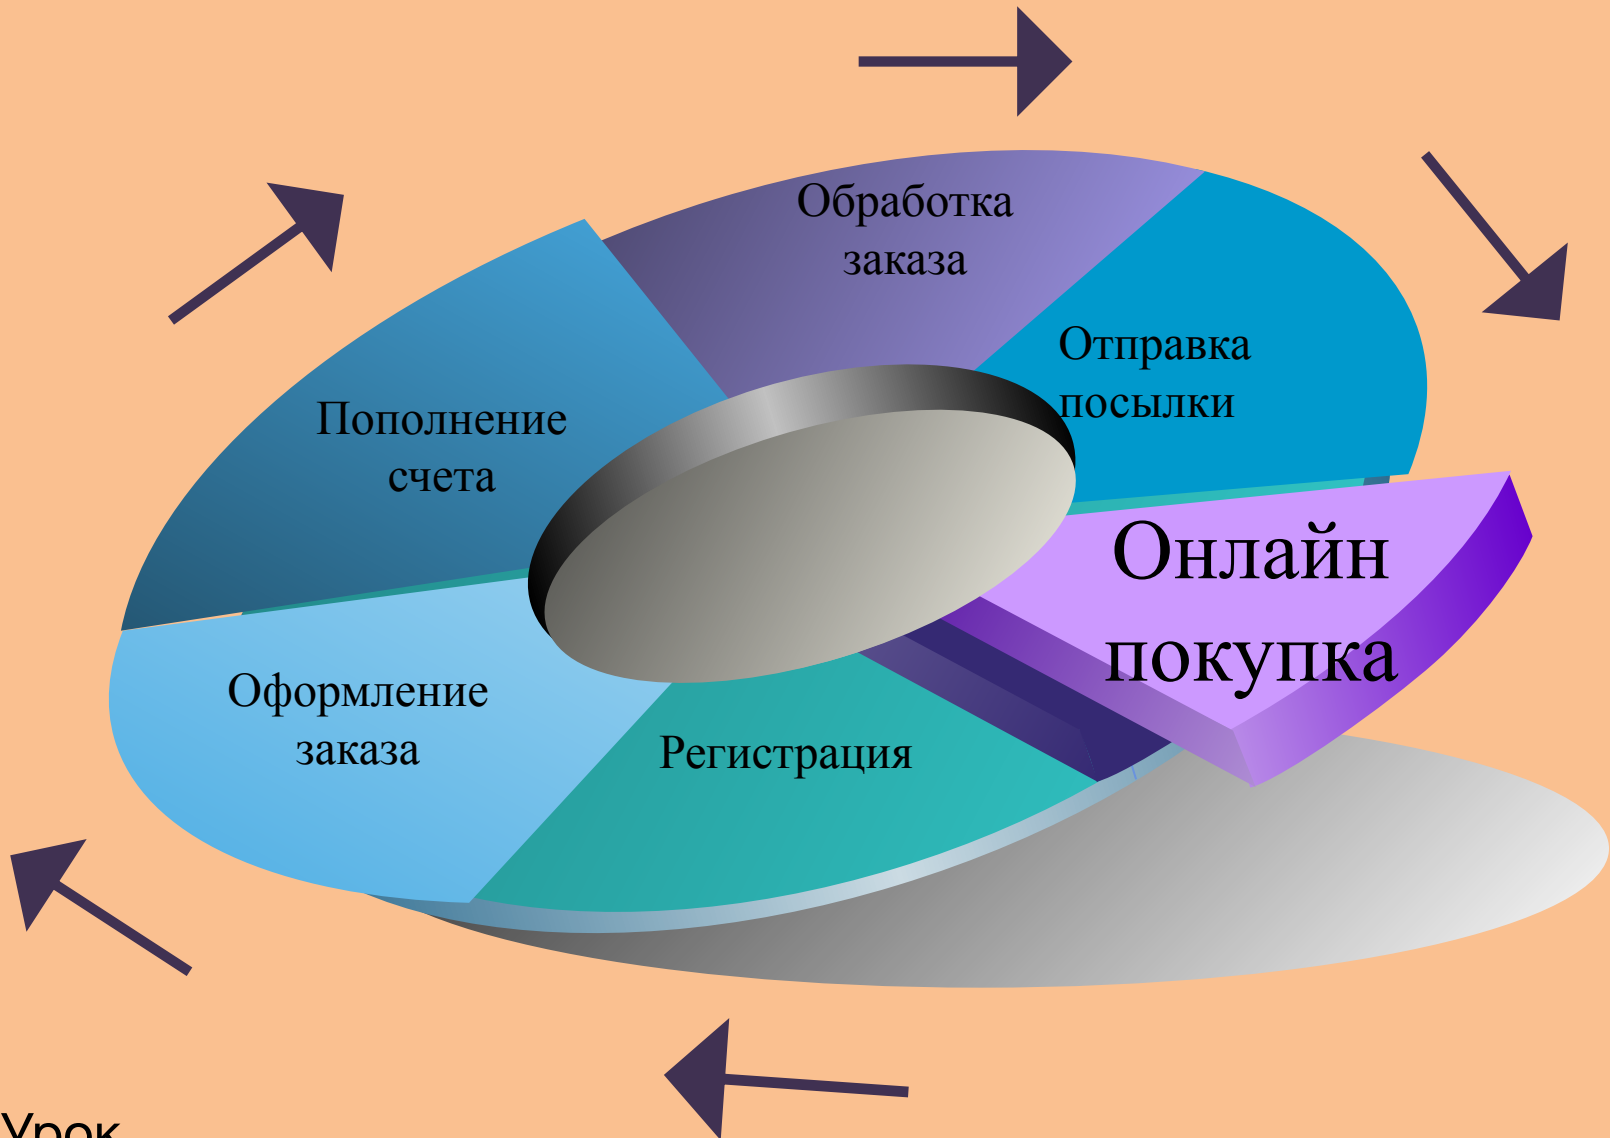 Обработка
заказа
Отправка
посылки
Пополнение
счета
Онлайн
покупка
Оформление
заказа
Регистрация
Урок